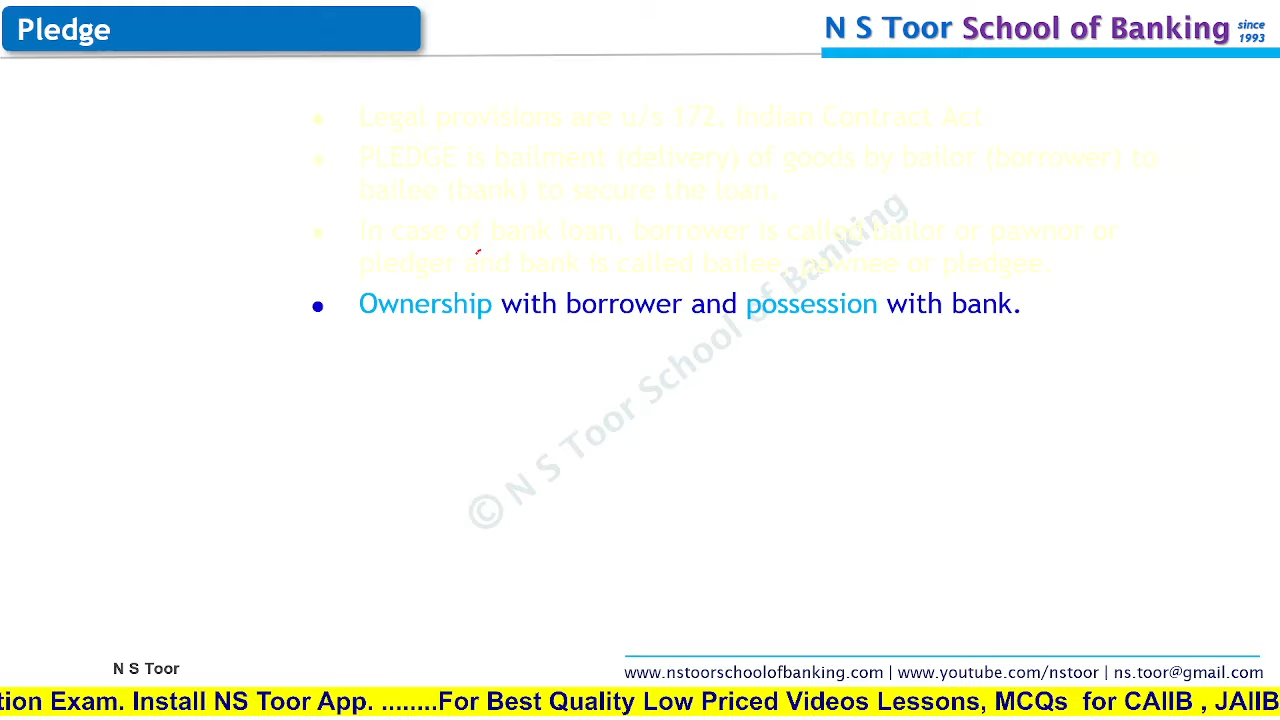 Pledge
N S Toor School of Banking since 1993
• Legal provisions are u/s 172, Indian Contract Act
• PLEDGE is bailment (delivery) of goods by bailor (borrower) to
bailee (bank) to secure the loan.
• In case of bank loan, borrower is called bailor or pawnor or
pledger and bank is called bailee, pawnee or pledgee.
• Ownership with borrower and possession with bank.
© N S Toor School of Banking
N S Toor
www.nstoorschoolofbanking.com | www.youtube.com/nstoor | ns.toor@gmail.com
tion Exam. Install NS Toor App. ........For Best Quality Low Priced Videos Lessons, MCQs for CAIIB , JAIIB